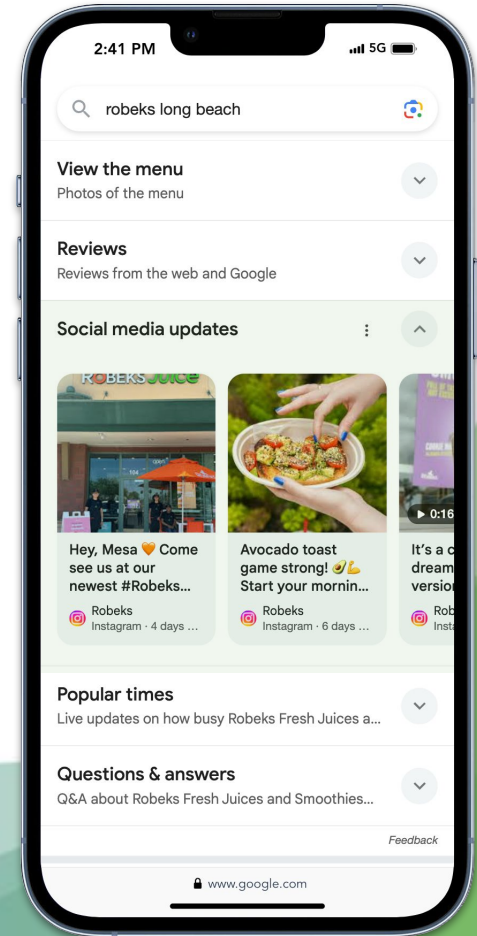 2:41 PM
5G
robeks long beach
View the menu
Photos of the menu
Reviews
Reviews from the web and Google
Social media updates
ROBEKS JUICE
Hey, Mesa 🧡 Come
see us at our
newest #Robeks...
Robeks
Instagram · 4 days ...
Avocado toast
game strong! 🥑💪
Start your mornin...
Robeks
Instagram · 6 days ...
0:16
It's a c
dream
version
Rob
Insta
Popular times
Live updates on how busy Robeks Fresh Juices a...
Questions & answers
Q&A about Robeks Fresh Juices and Smoothies...
Feedback
www.google.com